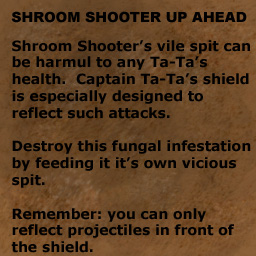 SHROOM SHOOTER UP AHEAD
Shroom Shooter's vile spit can
be harmul to any Ta-Ta's
health. Captain Ta-Ta's shield
is especially designed to
reflect such attacks.
Destroy this fungal infestation
by feeding it it's own vicious
spit.
Remember: you can only
reflect projectiles in front of
the shield.